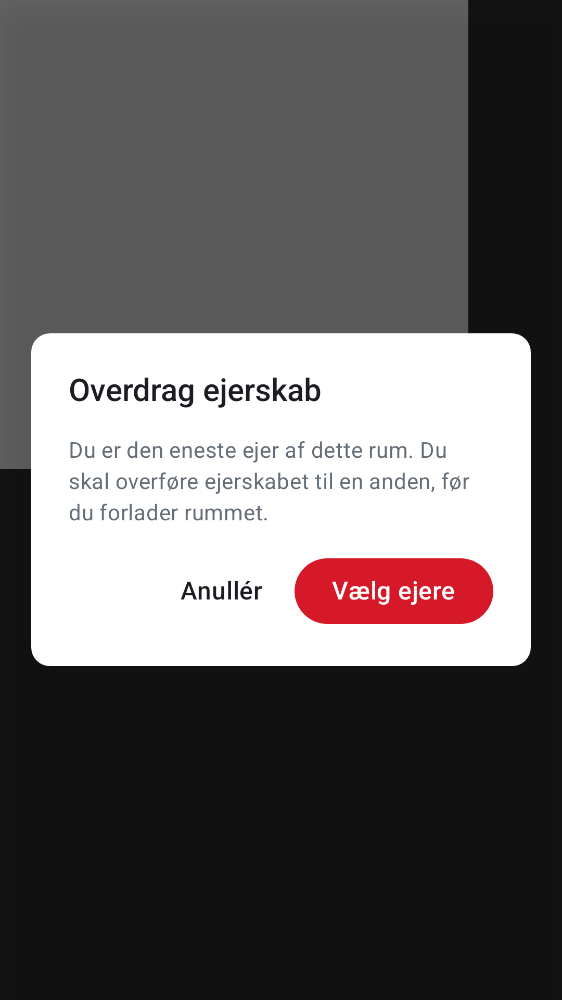 Overdrag ejerskab
Du er den eneste ejer af dette rum. Du
skal overføre ejerskabet til en anden, før
du forlader rummet.
Anullér
Vælg ejere